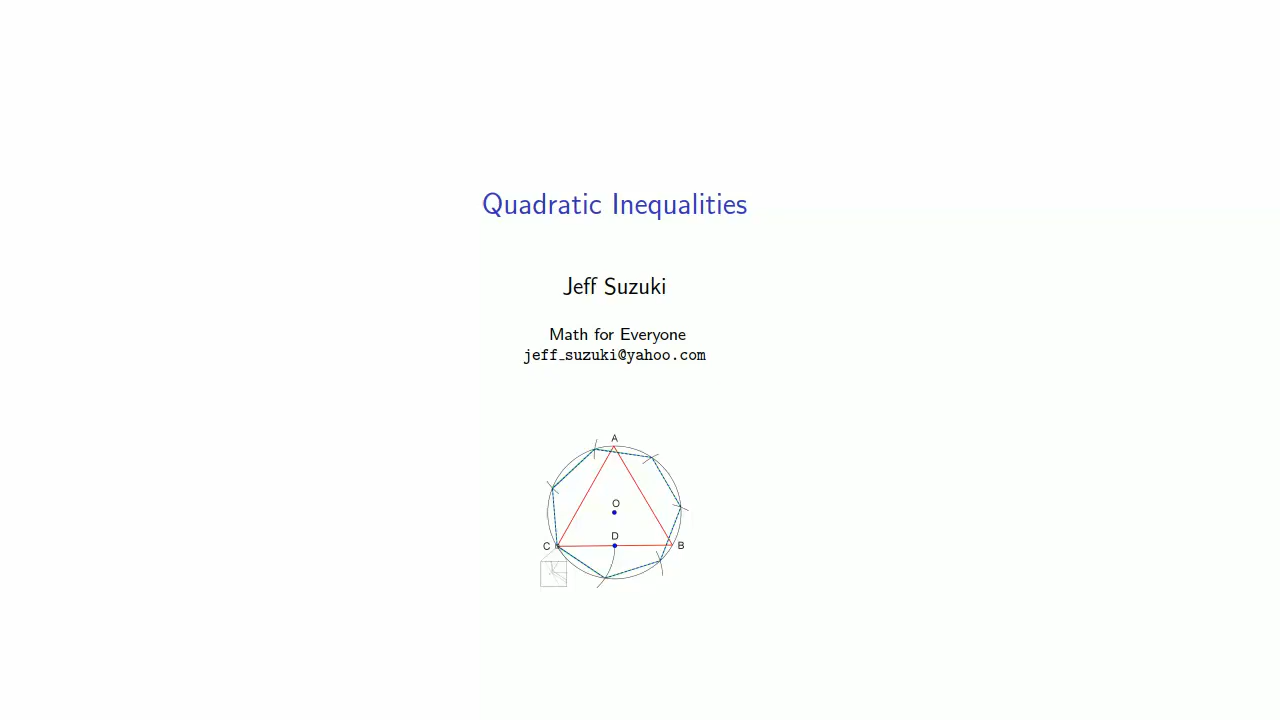 Quadratic Inequalities
Jeff Suzuki
Math for Everyone
jeff_suzuki@yahoo.com
A
O
D
C
B